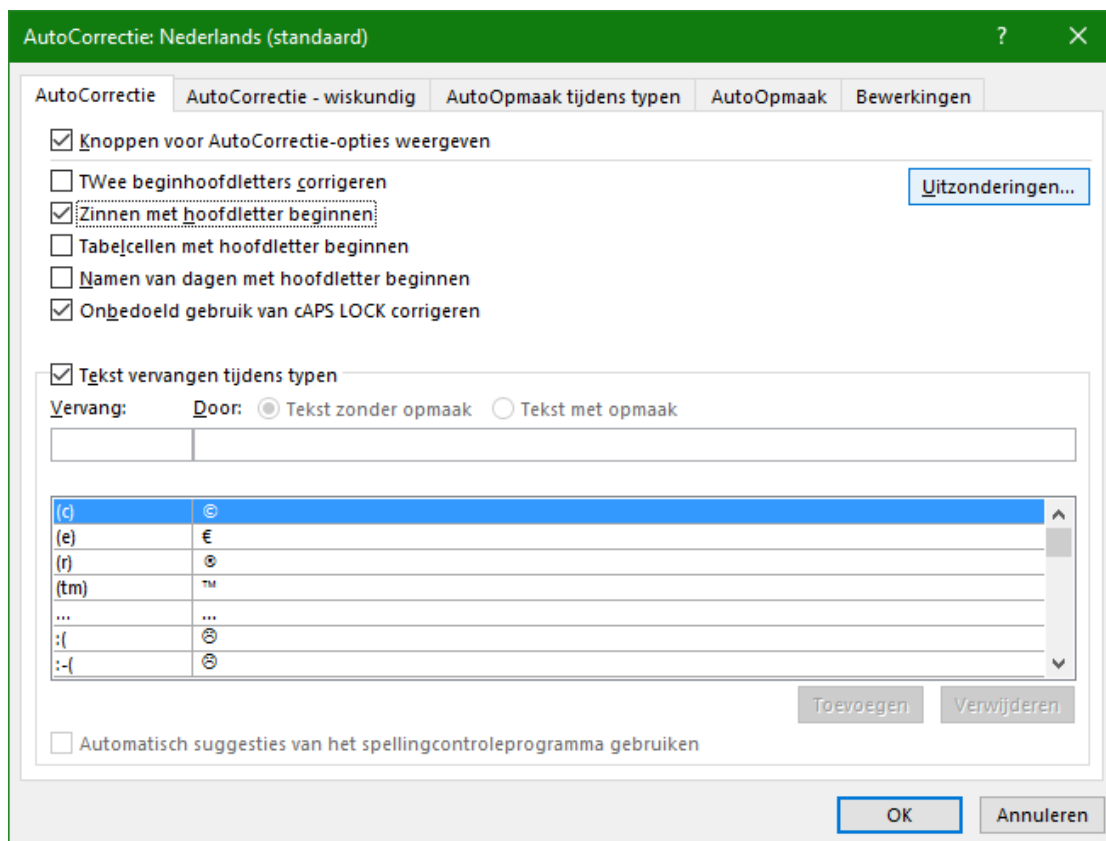 AutoCorrectie: Nederlands (standaard) ?
AutoCorrectie AutoCorrectie - wiskundig AutoOpmaak tijdens typen AutoOpmaak Bewerkingen
Knoppen voor AutoCorrectie-opties weergeven
TWee beginhoofdletters corrigeren
Uitzonderingen...
Zinnen met hoofdletter beginnen
Tabelcellen met hoofdletter beginnen
Namen van dagen met hoofdletter beginnen
Onbedoeld gebruik van cAPS LOCK corrigeren
Tekst vervangen tijdens typen
Vervang: Door: Tekst zonder opmaak Tekst met opmaak
(c) ©
(e) €
(r) ®
(tm) ™
... ...
:( ☹
:-( ☹
Toevoegen Verwijderen
Automatisch suggesties van het spellingcontroleprogramma gebruiken
OK Annuleren